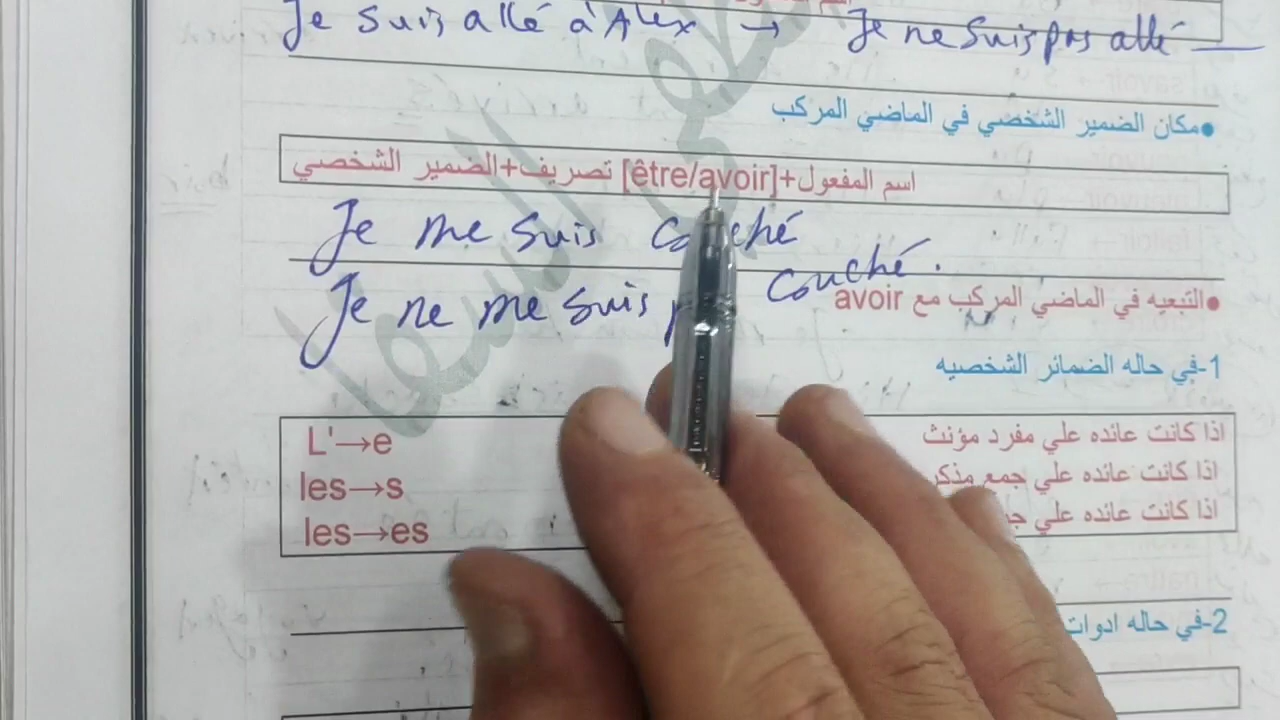 Je suis allé à Alex → Je ne suis pas allé
•مكان الضمير الشخصي في الماضي المركب
اسم المفعول+[être/avoir] تصريف+الضمير الشخصي
Je me suis couché
Je ne me suis couché.
•التبعيه في الماضي المركب مع avoir
1-في حاله الضمائر الشخصيه
اذا كانت عائده علي مفرد مؤنث L'→e
اذا كانت عائده علي جمع مذكر les→s
اذا كانت عائده علي les→es
2-في حاله ادوات